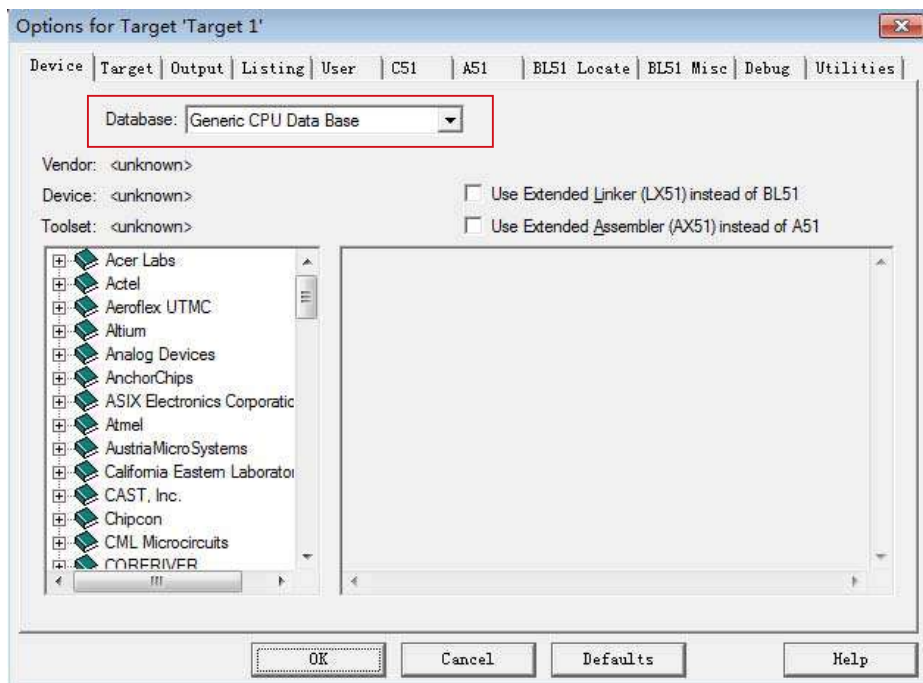 Options for Target 'Target 1'
Device Target Output Listing User C51 A51 BL51 Locate BL51 Misc Debug Utilities
Database: Generic CPU Data Base
Vendor: <unknown>
Device: <unknown>
Use Extended Linker (LX51) instead of BL51
Toolset: <unknown>
Use Extended Assembler (AX51) instead of A51
Acer Labs
Actel
Aeroflex UTMC
Altium
Analog Devices
AnchorChips
ASIX Electronics Corporatic
Atmel
AustriaMicroSystems
California Eastern Laborator
CAST, Inc.
Chipcon
CML Microcircuits
CORERIVER
OK Cancel Defaults Help